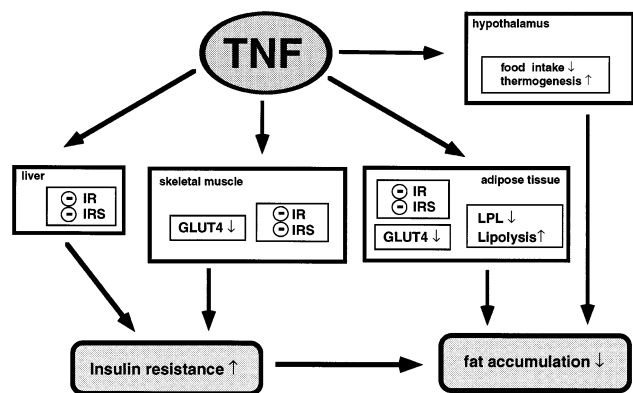 TNF
hypothalamus
food intake ↓
thermogenesis ↑
liver
⊖ IR
⊖ IRS
skeletal muscle
GLUT4 ↓
⊖ IR
⊖ IRS
adipose tissue
⊖ IR
⊖ IRS
GLUT4 ↓
LPL ↓
Lipolysis ↑
Insulin resistance ↑
fat accumulation ↓